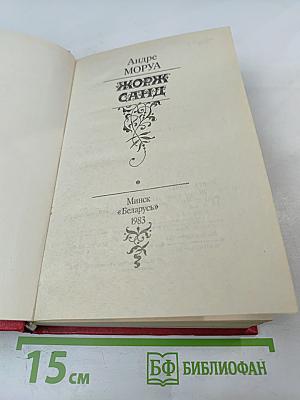 Андре
МОРУА
ЖОРЖ
САНД
Минск
«Беларусь»
1983
15 см
БФ БИБЛИОФАН